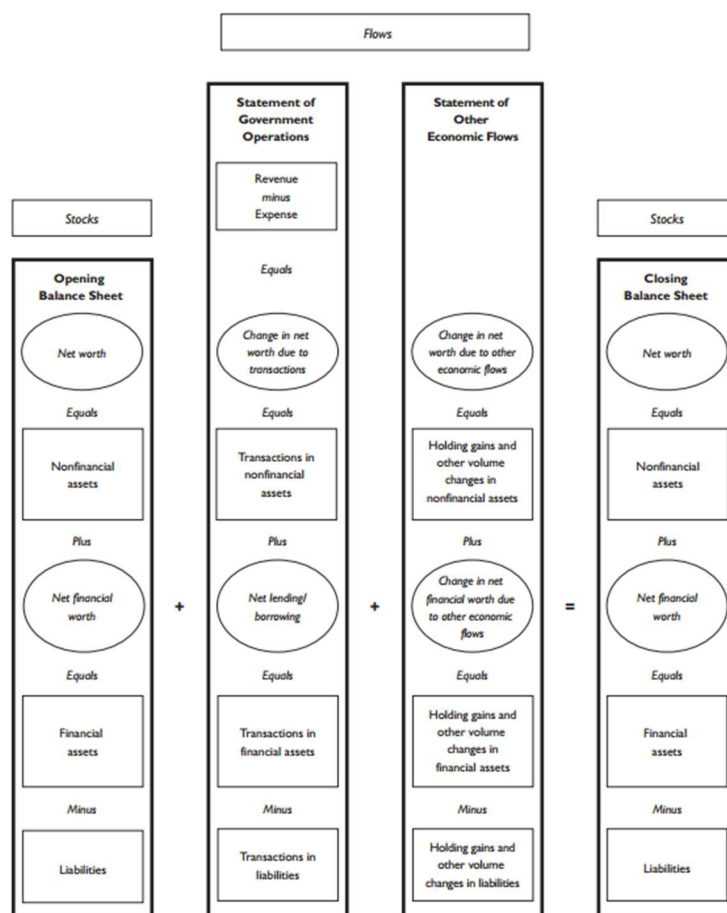 Flows
Stocks
Opening
Balance Sheet
Net worth
Equals
Nonfinancial
assets
Plus
Net financial
worth
Equals
Financial
assets
Minus
Liabilities
+
Statement of
Government
Operations
Revenue
minus
Expense
Equals
Change in net
worth due to
transactions
Equals
Transactions in
nonfinancial
assets
Plus
Net lending/
borrowing
Equals
Transactions in
financial assets
Minus
Transactions in
liabilities
+
Statement of
Other
Economic Flows
Change in net
worth due to other
economic flows
Equals
Holding gains and
other volume
changes in
nonfinancial assets
Plus
Change in net
financial worth due
to other economic
flows
Equals
Holding gains and
other volume
changes in
financial assets
Minus
Holding gains and
other volume
changes in liabilities
=
Stocks
Closing
Balance Sheet
Net worth
Equals
Nonfinancial
assets
Plus
Net financial
worth
Equals
Financial
assets
Minus
Liabilities